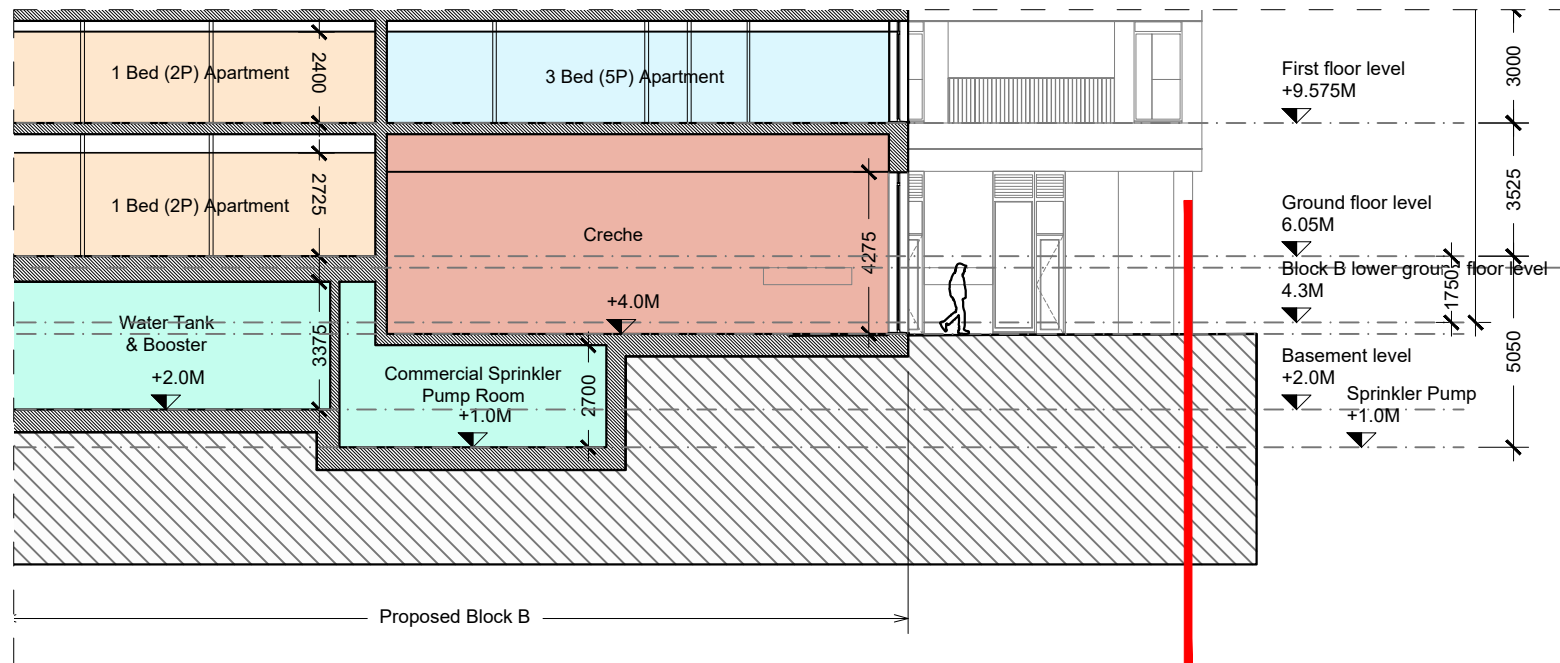 1 Bed (2P) Apartment
2400
3 Bed (5P) Apartment
First floor level
+9.575M
3000
1 Bed (2P) Apartment
2725
Creche
4275
+4.0M
Ground floor level
6.05M
3525
Block B lower ground floor level
4.3M
1750
Water Tank
& Booster
+2.0M
3375
Commercial Sprinkler
Pump Room
+1.0M
2700
Basement level
+2.0M
Sprinkler Pump
+1.0M
5050
Proposed Block B